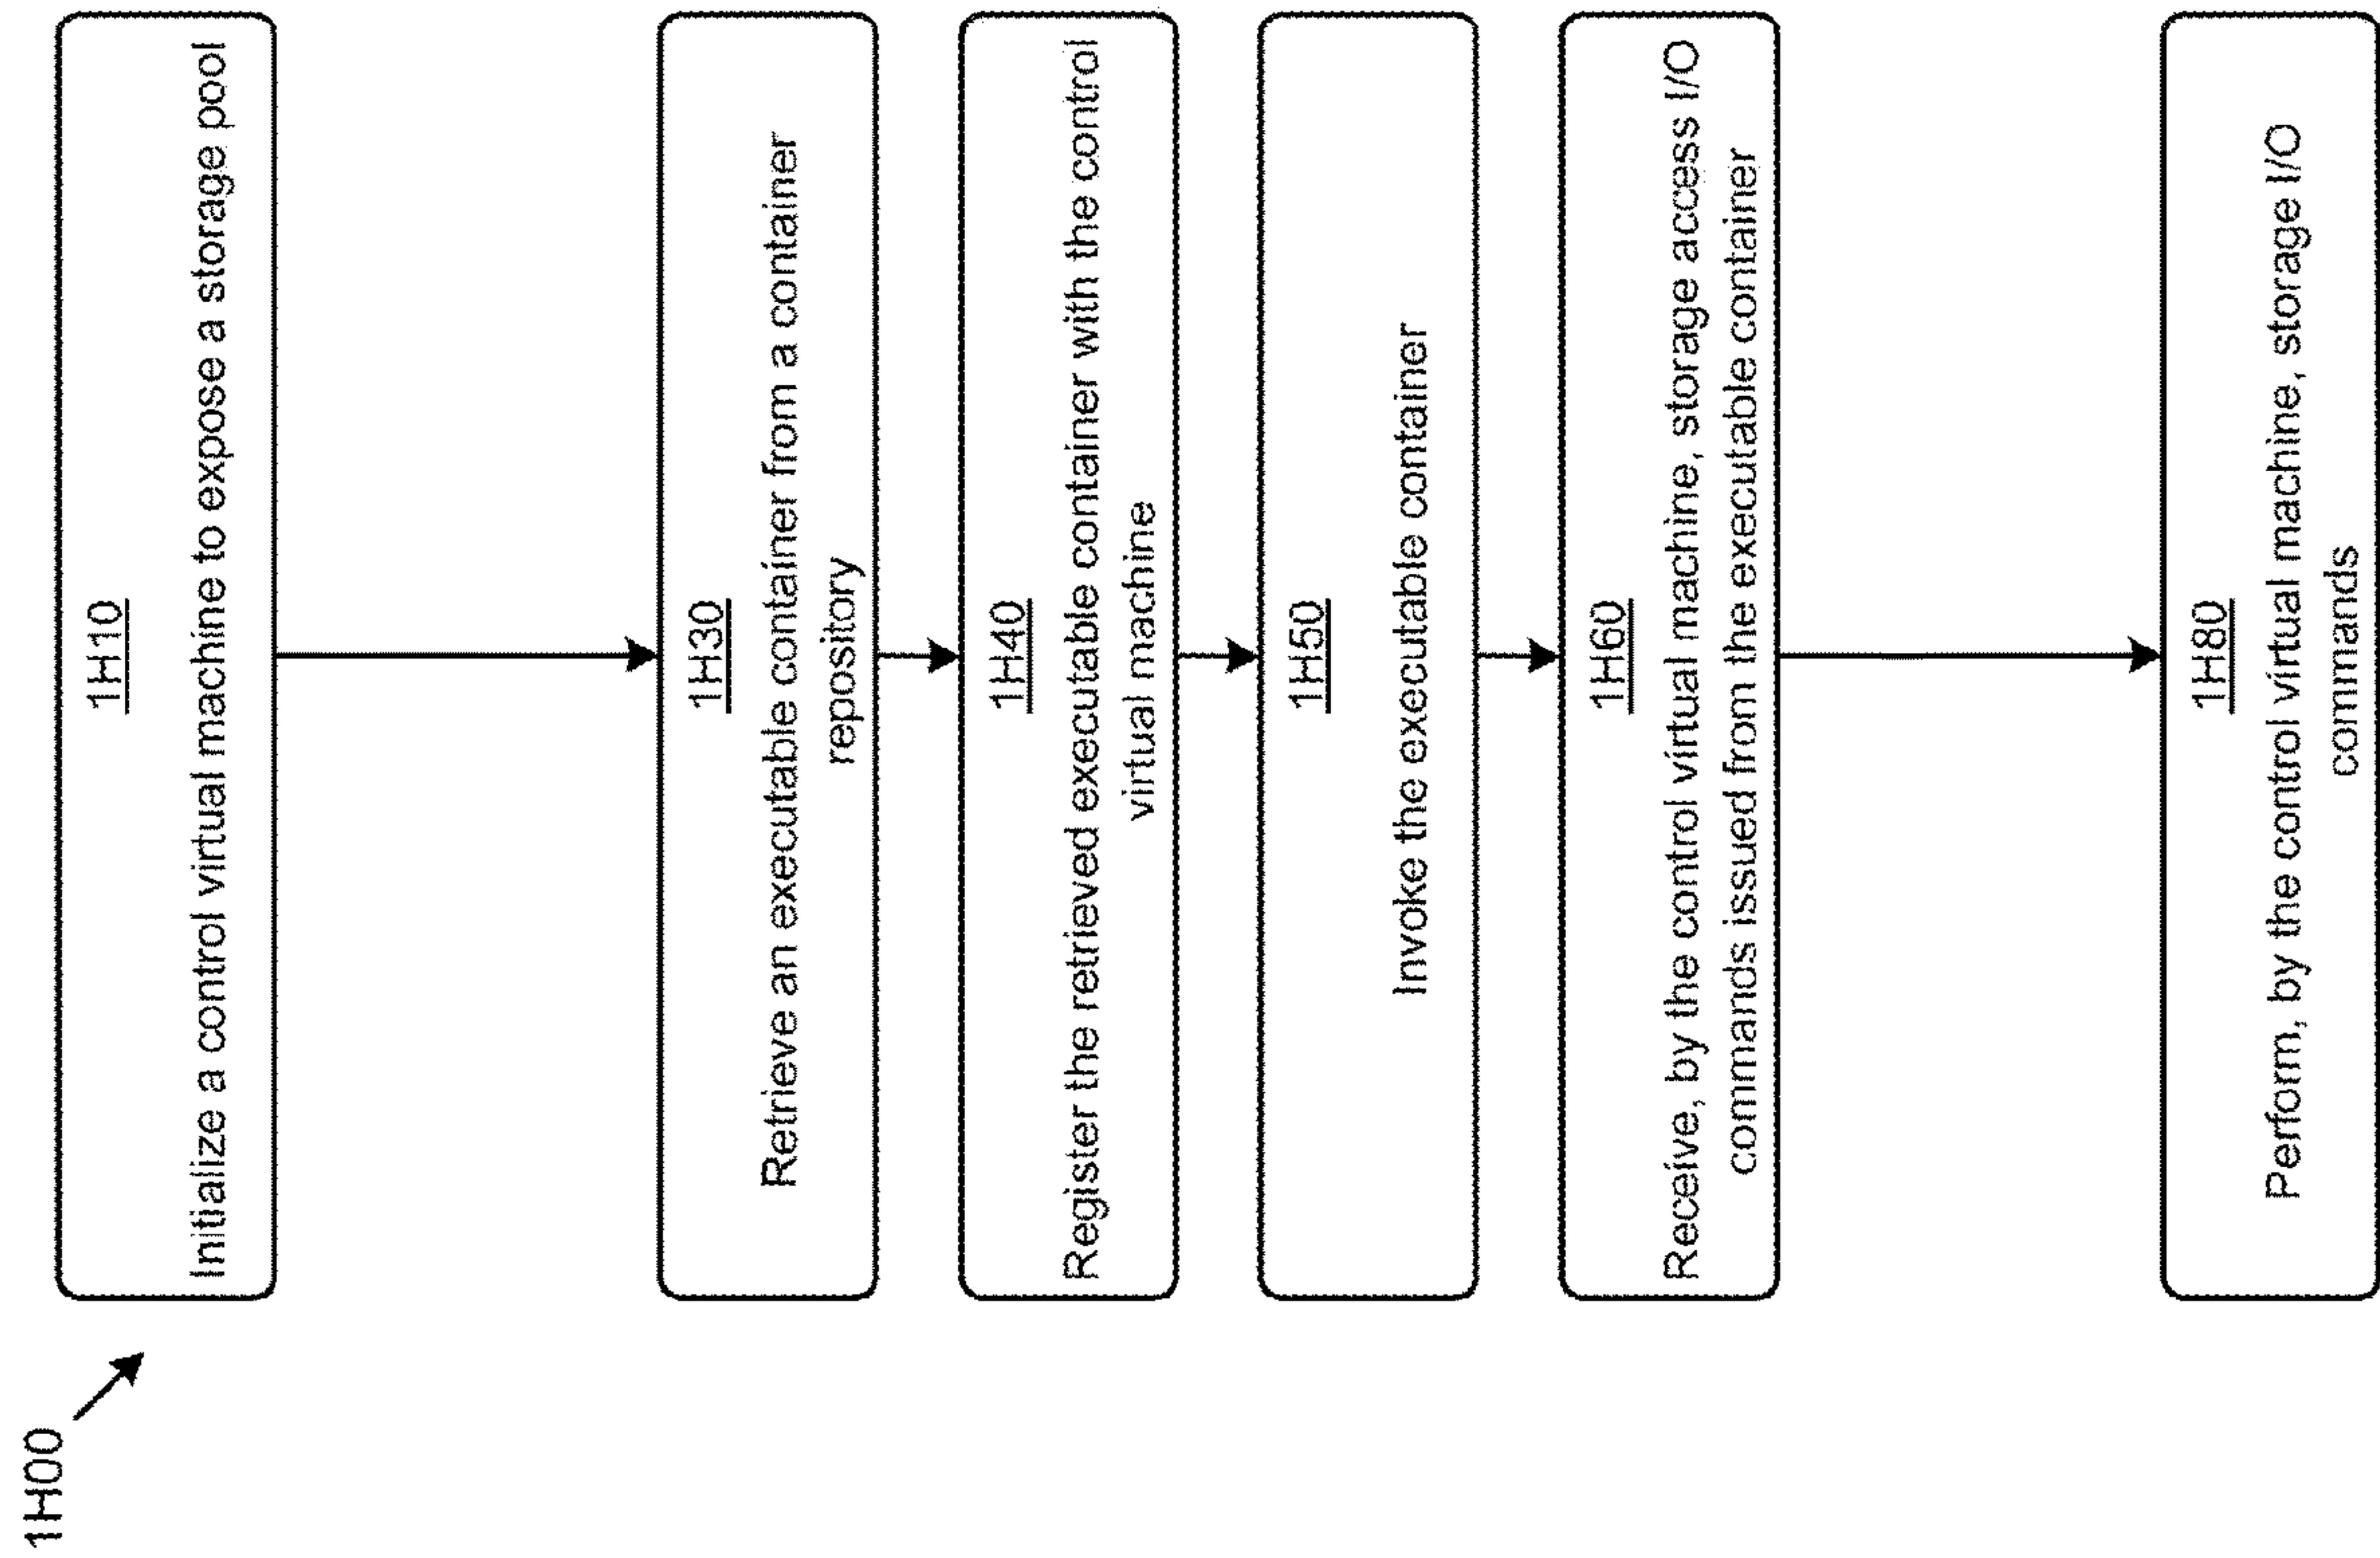 1H00
1H10
Initialize a control virtual machine to expose a storage pool
1H30
Retrieve an executable container from a container
repository
1H40
Register the retrieved executable container with the control
virtual machine
1H50
Invoke the executable container
1H60
Receive, by the control virtual machine, storage access I/O
commands issued from the executable container
1H80
Perform, by the control virtual machine, storage I/O
commands